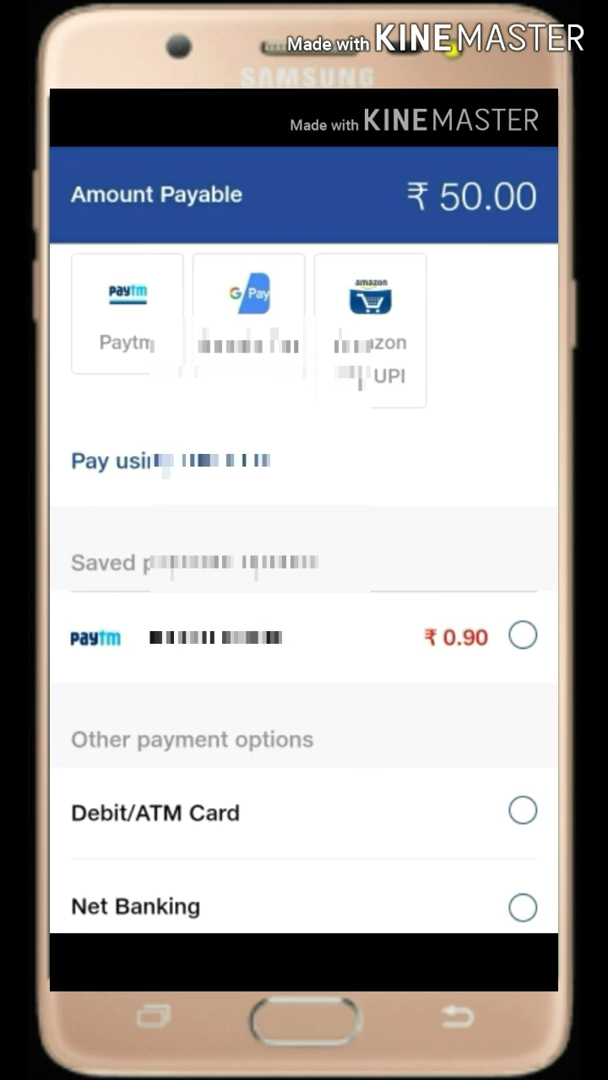 Made with KINEMASTER
SAMSUNG
Made with KINEMASTER
Amount Payable ₹ 50.00
paytm G Pay amazon
UPI
Pay
Saved
paytm ₹ 0.90
Other payment options
Debit/ATM Card
Net Banking